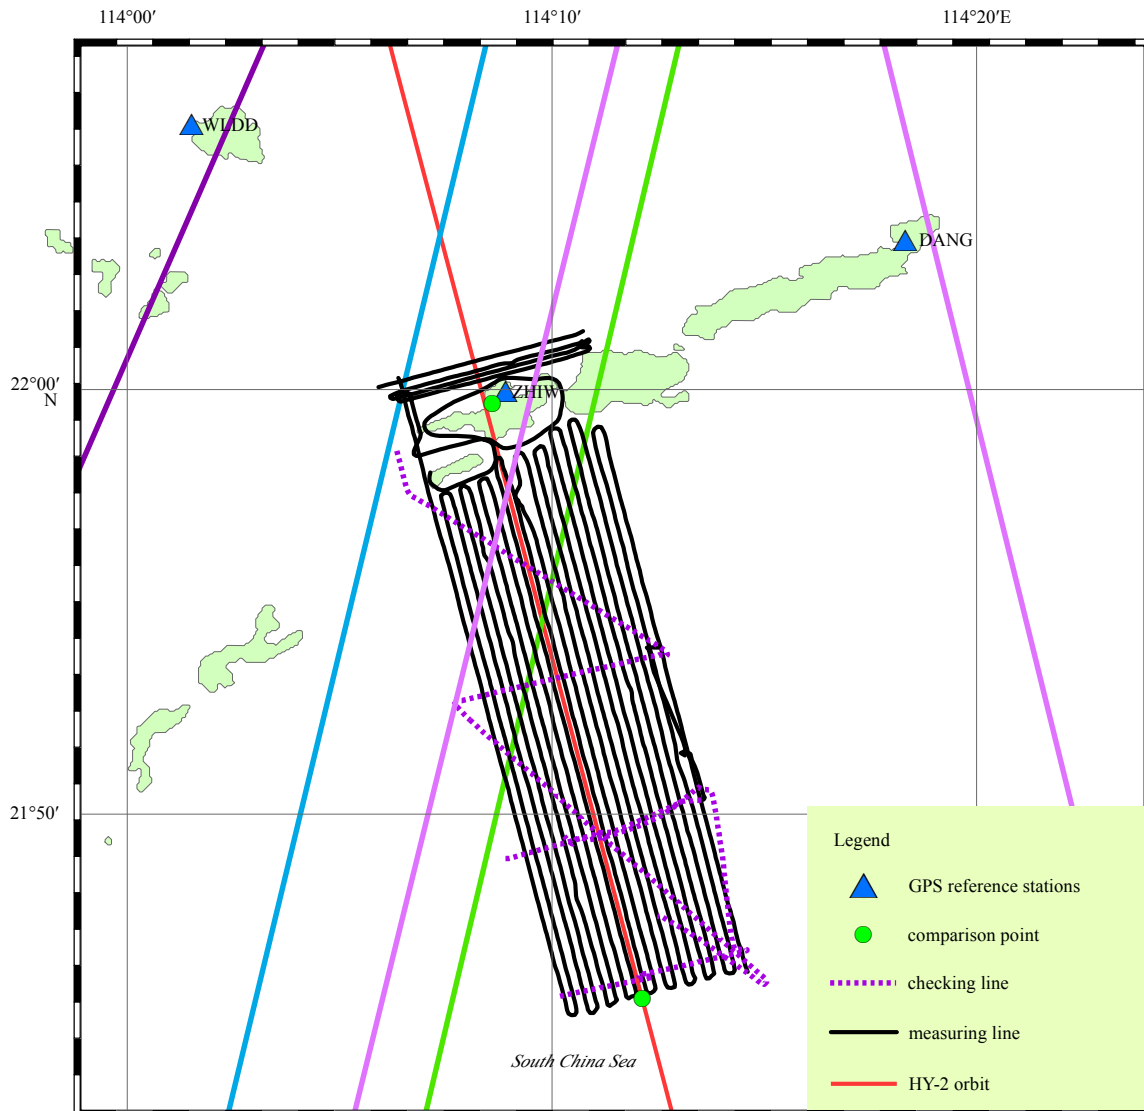 114°00′ 114°10′ 114°20′E
WLDD
DANG
22°00′
N
ZHIW
21°50′
Legend
GPS reference stations
comparison point
checking line
measuring line
HY-2 orbit
South China Sea